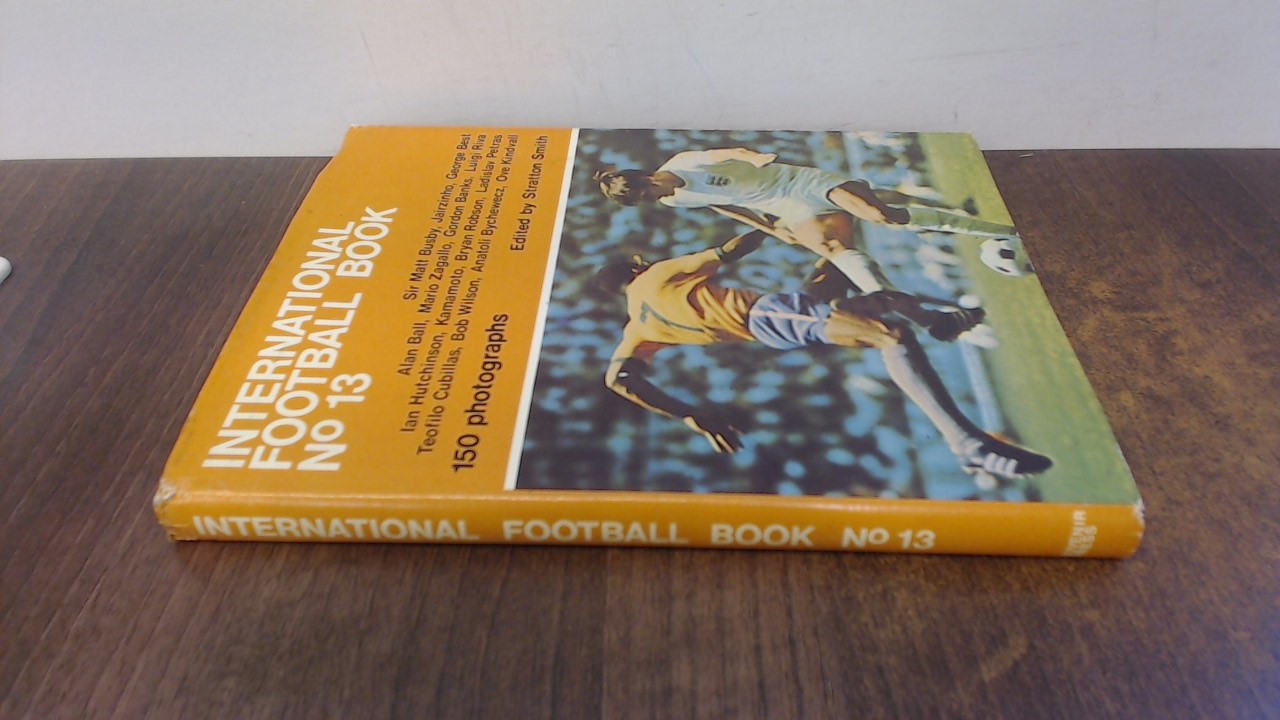 INTERNATIONAL
FOOTBALL BOOK
No 13
Sir Matt Busby, Jairzinho, George Best
Alan Ball, Mario Zagallo, Gordon Banks, Luigi Riva
Ian Hutchinson, Kamamoto, Bryan Robson, Ladislav Petras
Teofilo Cubillas, Bob Wilson, Anatoli Bychewecz, Ove Kindvall
150 photographs
Edited by Stratton Smith
7
INTERNATIONAL FOOTBALL BOOK No 13